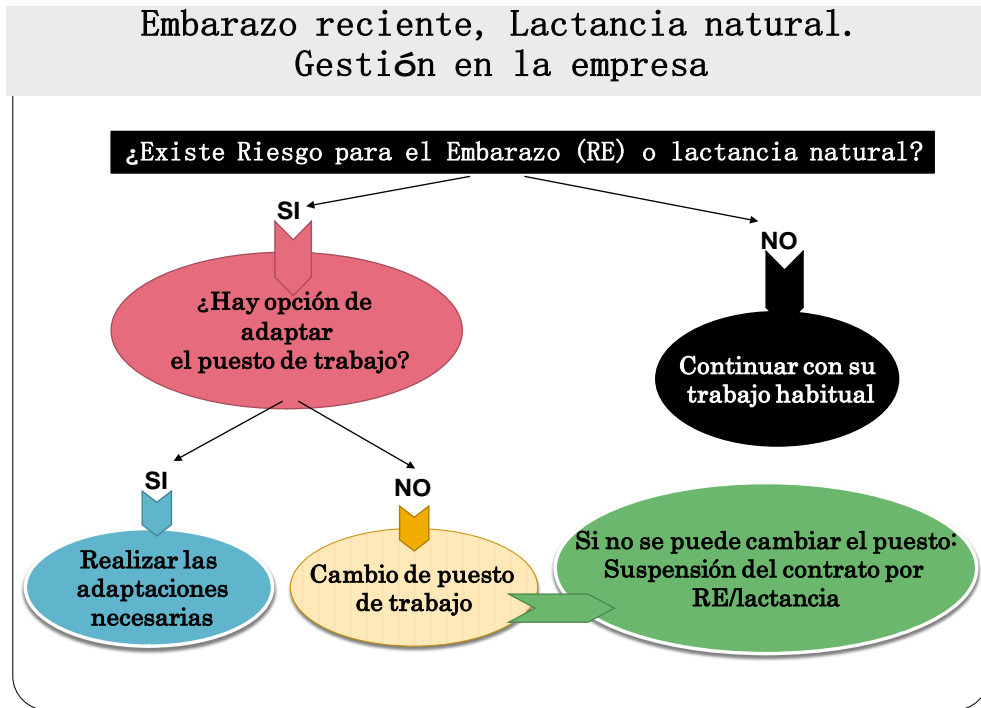 Embarazo reciente, Lactancia natural.
Gestión en la empresa
¿Existe Riesgo para el Embarazo (RE) o lactancia natural?
SI
NO
¿Hay opción de
adaptar
el puesto de trabajo?
Continuar con su
trabajo habitual
SI
NO
Realizar las
adaptaciones
necesarias
Cambio de puesto
de trabajo
Si no se puede cambiar el puesto:
Suspensión del contrato por
RE/lactancia